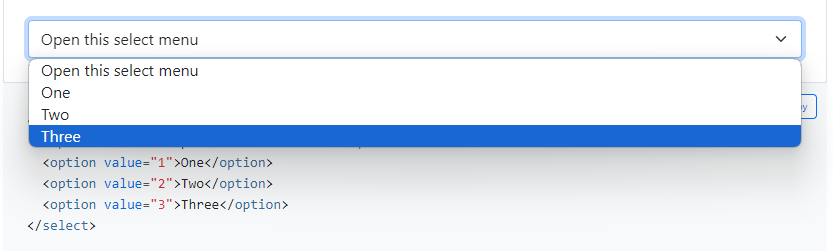 Open this select menu
Open this select menu
One
Two
Three
<option value="1">One</option>
<option value="2">Two</option>
<option value="3">Three</option>
</select>